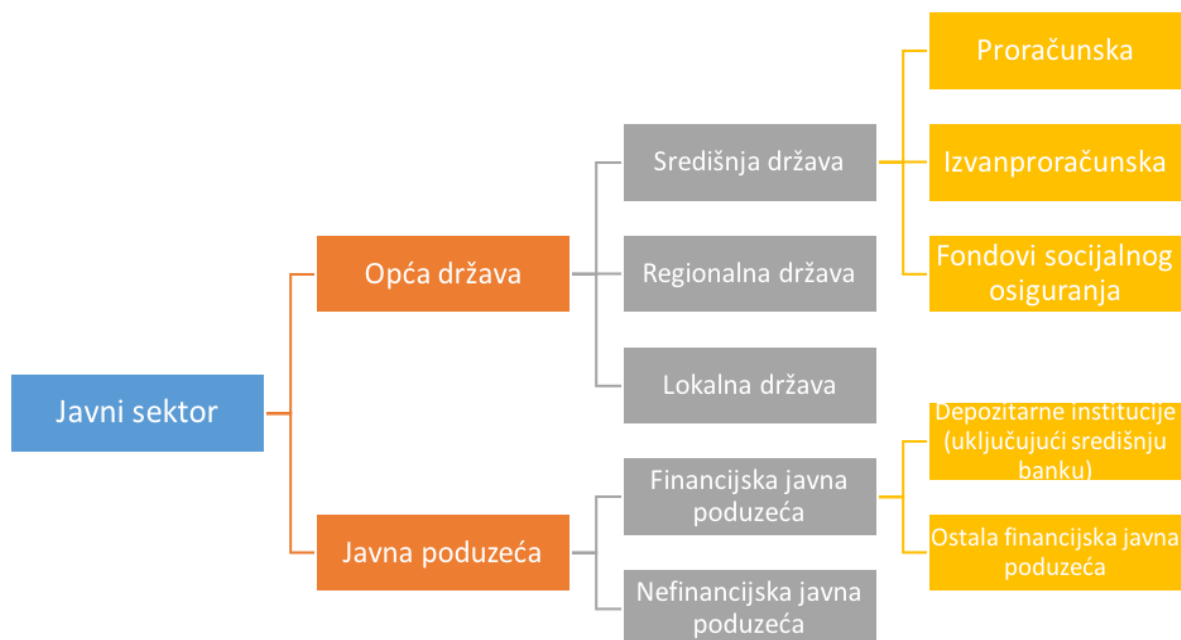 Javni sektor
Opća država
Središnja država
Proračunska
Izvanproračunska
Fondovi socijalnog
osiguranja
Regionalna država
Lokalna država
Javna poduzeća
Financijska javna
poduzeća
Depozitarne institucije
(uključujući središnju
banku)
Ostala financijska javna
poduzeća
Nefinancijska javna
poduzeća